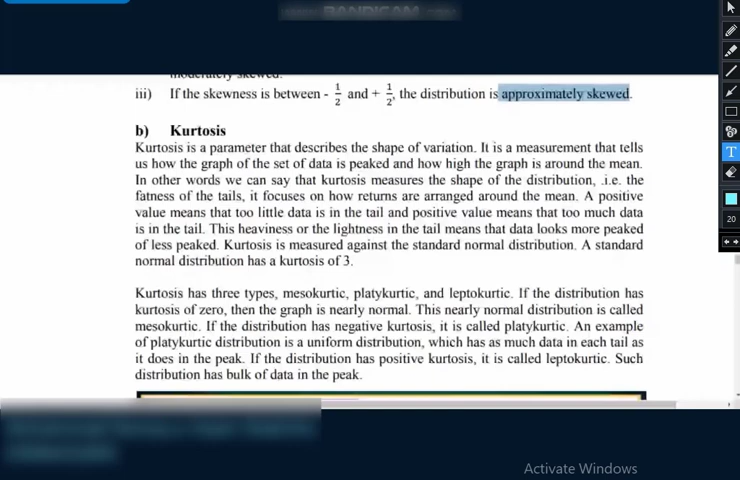 BANDICAM
moderately skewed.
iii) If the skewness is between - 1/2 and + 1/2, the distribution is approximately skewed.
b) Kurtosis
Kurtosis is a parameter that describes the shape of variation. It is a measurement that tells
us how the graph of the set of data is peaked and how high the graph is around the mean.
In other words we can say that kurtosis measures the shape of the distribution, .i.e. the
fatness of the tails, it focuses on how returns are arranged around the mean. A positive
value means that too little data is in the tail and positive value means that too much data
is in the tail. This heaviness or the lightness in the tail means that data looks more peaked
of less peaked. Kurtosis is measured against the standard normal distribution. A standard
normal distribution has a kurtosis of 3.
Kurtosis has three types, mesokurtic, platykurtic, and leptokurtic. If the distribution has
kurtosis of zero, then the graph is nearly normal. This nearly normal distribution is called
mesokurtic. If the distribution has negative kurtosis, it is called platykurtic. An example
of platykurtic distribution is a uniform distribution, which has as much data in each tail as
it does in the peak. If the distribution has positive kurtosis, it is called leptokurtic. Such
distribution has bulk of data in the peak.
T
20
Activate Windows